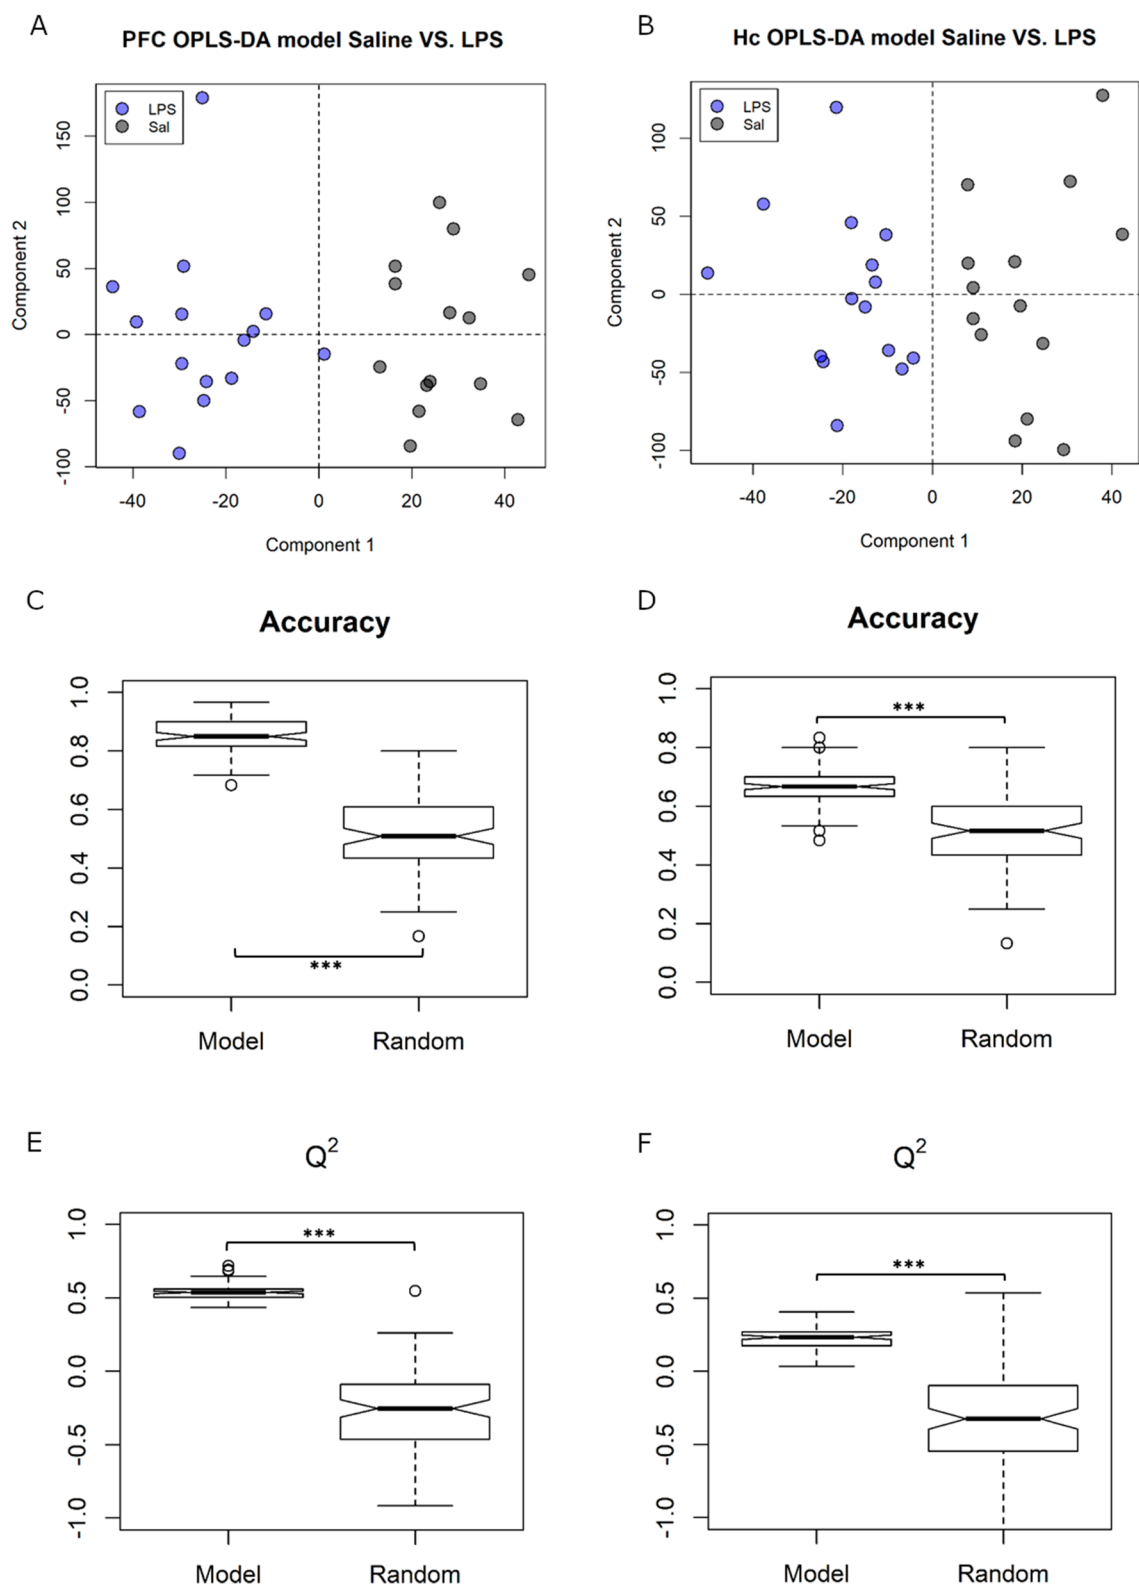 A
PFC OPLS-DA model Saline VS. LPS
LPS
Sal
150
100
50
0
-50
-100
Component 2
-40 -20 0 20 40
Component 1
B
Hc OPLS-DA model Saline VS. LPS
LPS
Sal
100
50
0
-50
-100
Component 2
-40 -20 0 20 40
Component 1
C
Accuracy
1.0
0.8
0.6
0.4
0.2
0.0
***
Model Random
D
Accuracy
1.0
0.8
0.6
0.4
0.2
0.0
***
Model Random
E
Q²
1.0
0.5
0.0
-0.5
-1.0
***
Model Random
F
Q²
1.0
0.5
0.0
-0.5
-1.0
***
Model Random